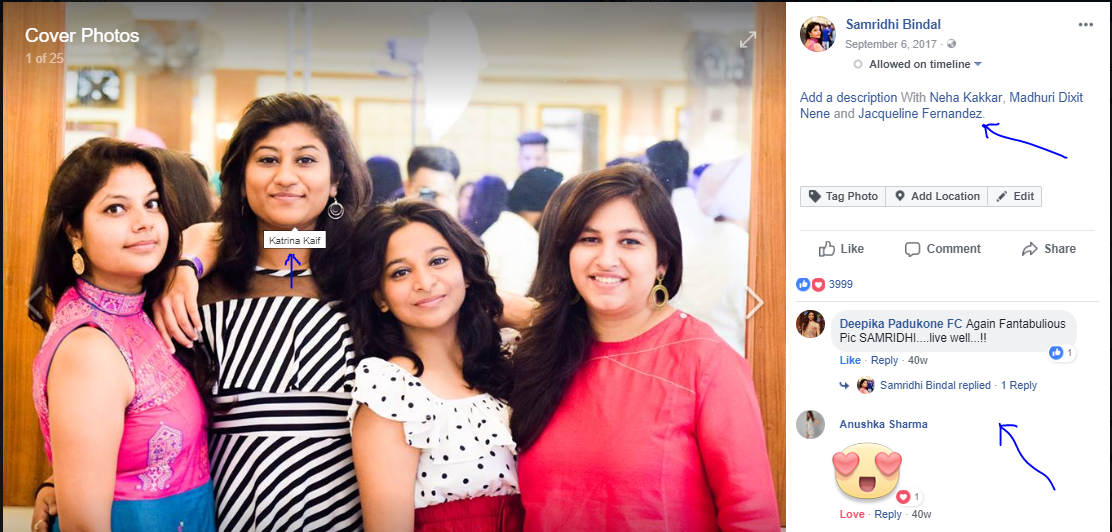 Cover Photos
1 of 25
Katrina Kaif
Samridhi Bindal
September 6, 2017 ·
Allowed on timeline
Add a description With Neha Kakkar, Madhuri Dixit
Nene and Jacqueline Fernandez.
Tag Photo Add Location Edit
Like Comment Share
3999
Deepika Padukone FC Again Fantabulious
Pic SAMRIDHI....live well...!!
1
Like · Reply · 40w
Samridhi Bindal replied · 1 Reply
Anushka Sharma
1
Love · Reply · 40w